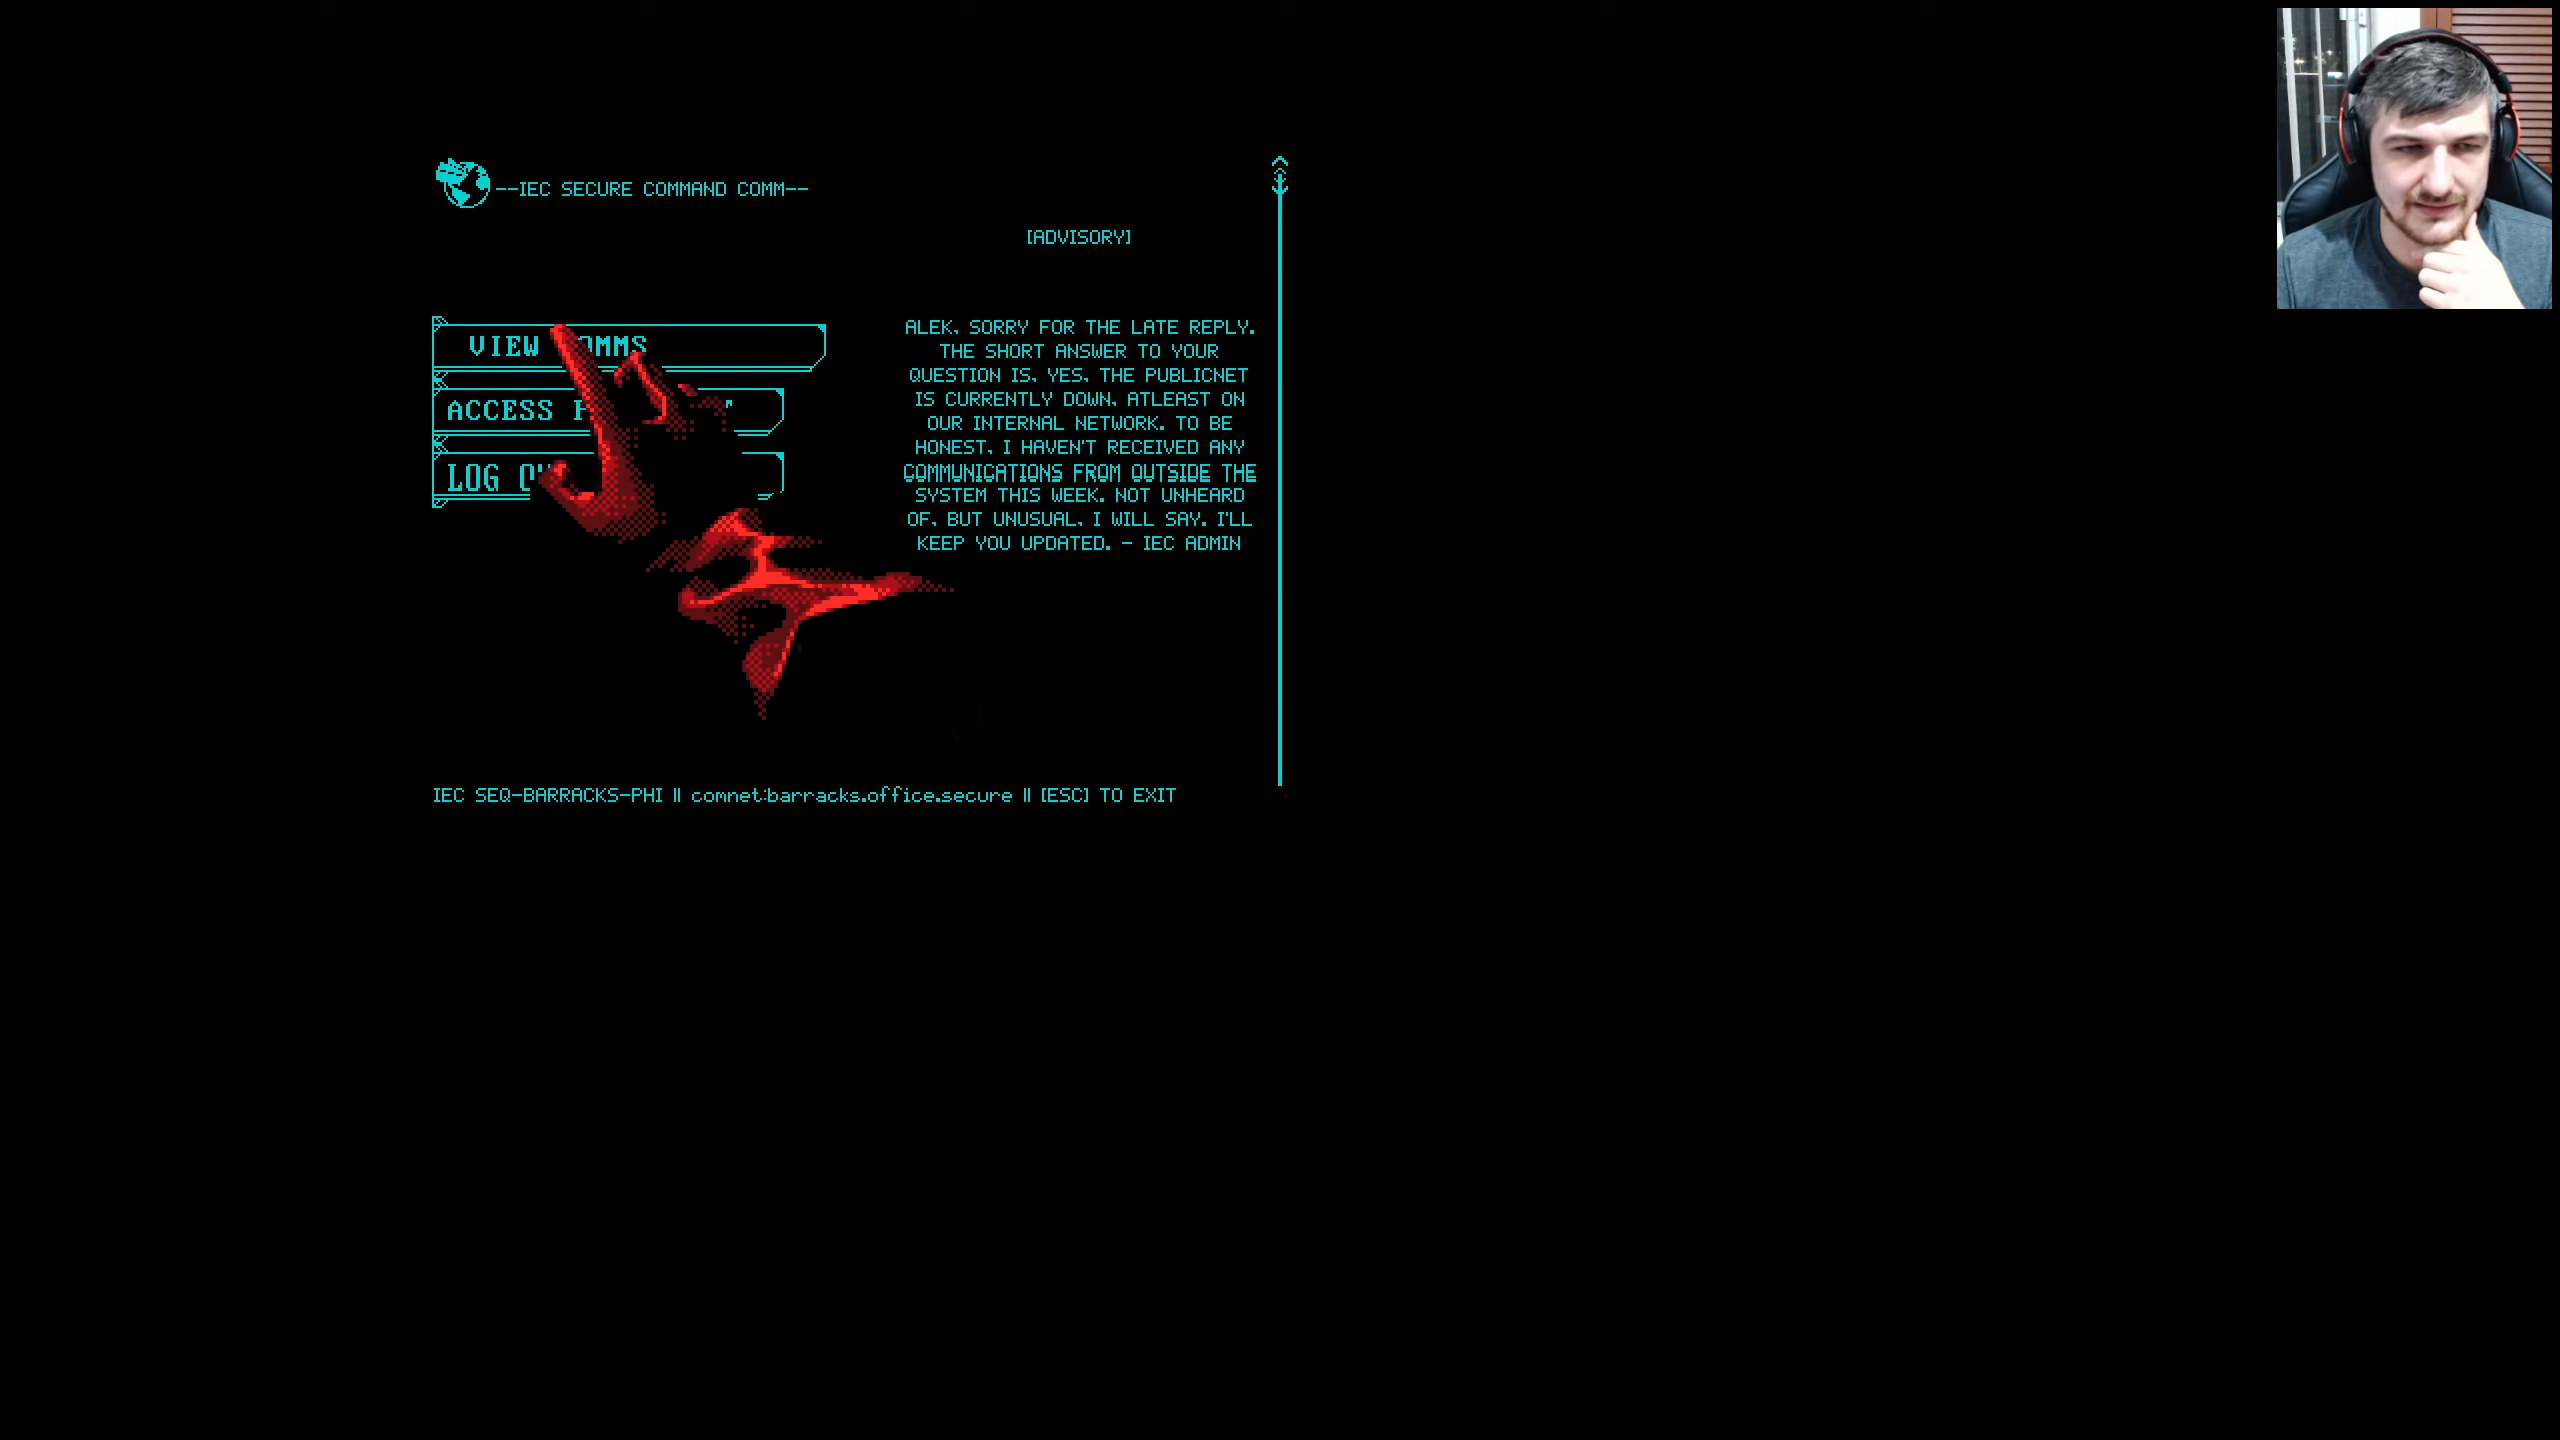 --IEC SECURE COMMAND COMM--
[ADVISORY]
VIEW
ACCESS
LOG
ALEK, SORRY FOR THE LATE REPLY.
THE SHORT ANSWER TO YOUR
QUESTION IS, YES, THE PUBLICNET
IS CURRENTLY DOWN, ATLEAST ON
OUR INTERNAL NETWORK. TO BE
HONEST, I HAVEN'T RECEIVED ANY
COMMUNICATIONS FROM OUTSIDE THE
SYSTEM THIS WEEK. NOT UNHEARD
OF, BUT UNUSUAL, I WILL SAY. I'LL
KEEP YOU UPDATED. - IEC ADMIN
IEC SEQ-BARRACKS-PHI || comnet:barracks.office.secure || [ESC] TO EXIT